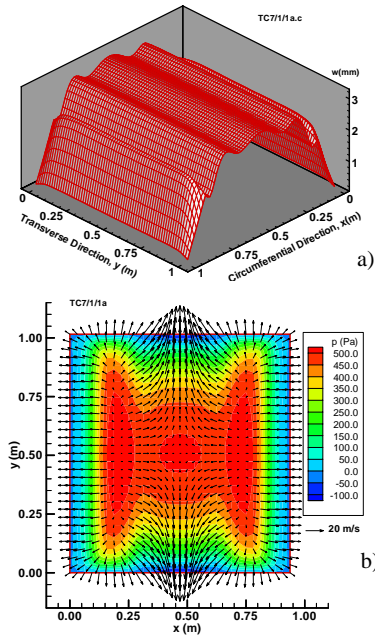 TC7/1/1a.c
w(mm)
3
2
1
0
0.25
0.5
0.75
1
Transverse Direction, y (m)
0
0.25
0.5
0.75
1
Circumferential Direction, x(m)
a)
TC7/1/1a
1.00
0.75
0.50
0.25
0.00
y (m)
0.00 0.25 0.50 0.75 1.00
x (m)
p (Pa)
500.0
450.0
400.0
350.0
300.0
250.0
200.0
150.0
100.0
50.0
0.0
-50.0
-100.0
20 m/s
b)